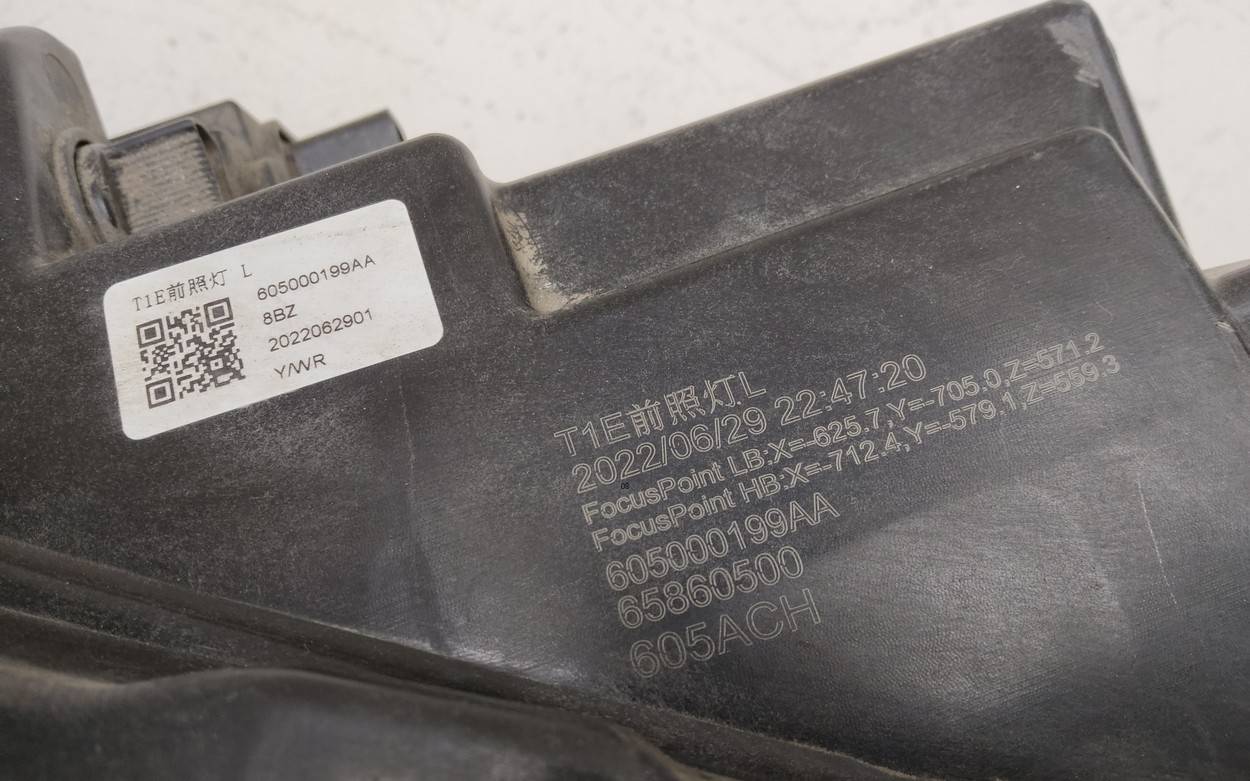 T1E前照灯 L
605000199AA
8BZ
2022062901
Y/WR
T1E前照灯L
2022/06/29 22:47:20
FocusPoint LB:X=-625.7,Y=-705.0,Z=571.2
FocusPoint HB:X=-712.4,Y=-579.1,Z=559.3
605000199AA
65860500
605ACH